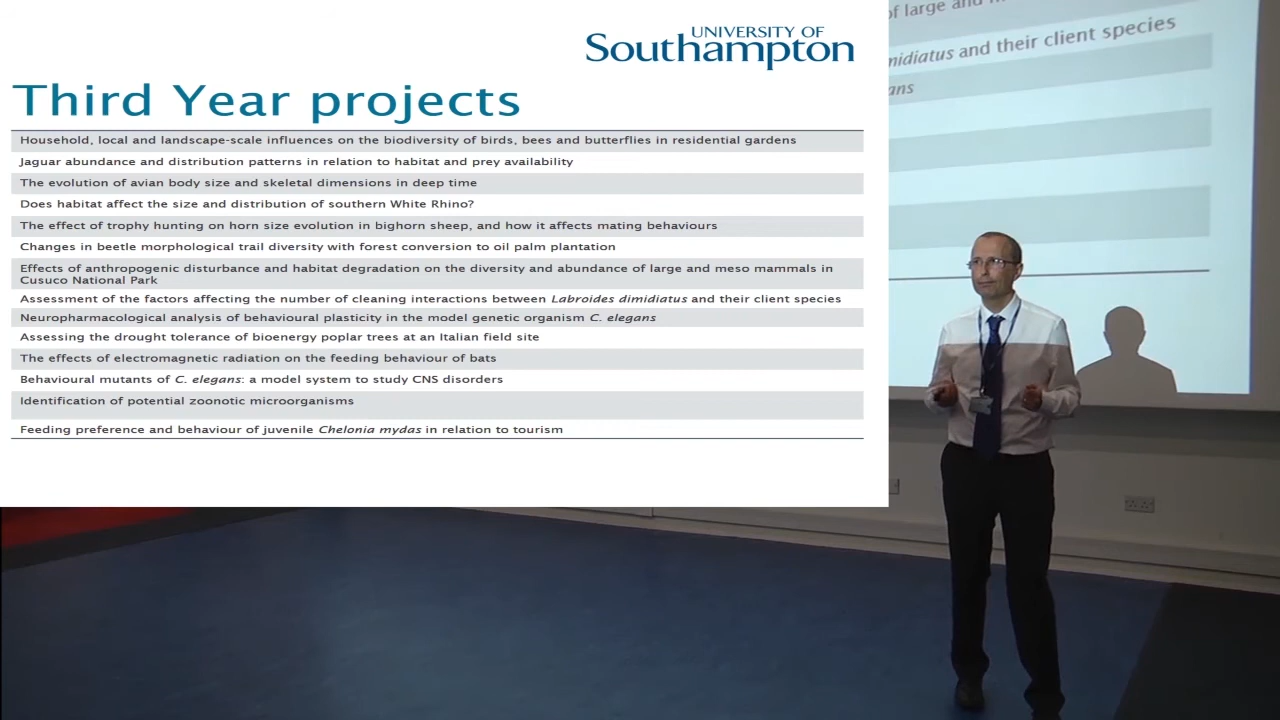 UNIVERSITY OF
Southampton
Third Year projects
Household, local and landscape-scale influences on the biodiversity of birds, bees and butterflies in residential gardens
Jaguar abundance and distribution patterns in relation to habitat and prey availability
The evolution of avian body size and skeletal dimensions in deep time
Does habitat affect the size and distribution of southern White Rhino?
The effect of trophy hunting on horn size evolution in bighorn sheep, and how it affects mating behaviours
Changes in beetle morphological trail diversity with forest conversion to oil palm plantation
Effects of anthropogenic disturbance and habitat degradation on the diversity and abundance of large and meso mammals in
Cusuco National Park
Assessment of the factors affecting the number of cleaning interactions between Labroides dimidiatus and their client species
Neuropharmacological analysis of behavioural plasticity in the model genetic organism C. elegans
Assessing the drought tolerance of bioenergy poplar trees at an Italian field site
The effects of electromagnetic radiation on the feeding behaviour of bats
Behavioural mutants of C. elegans: a model system to study CNS disorders
Identification of potential zoonotic microorganisms
Feeding preference and behaviour of juvenile Chelonia mydas in relation to tourism
of large and
midiatus and their client species
ans